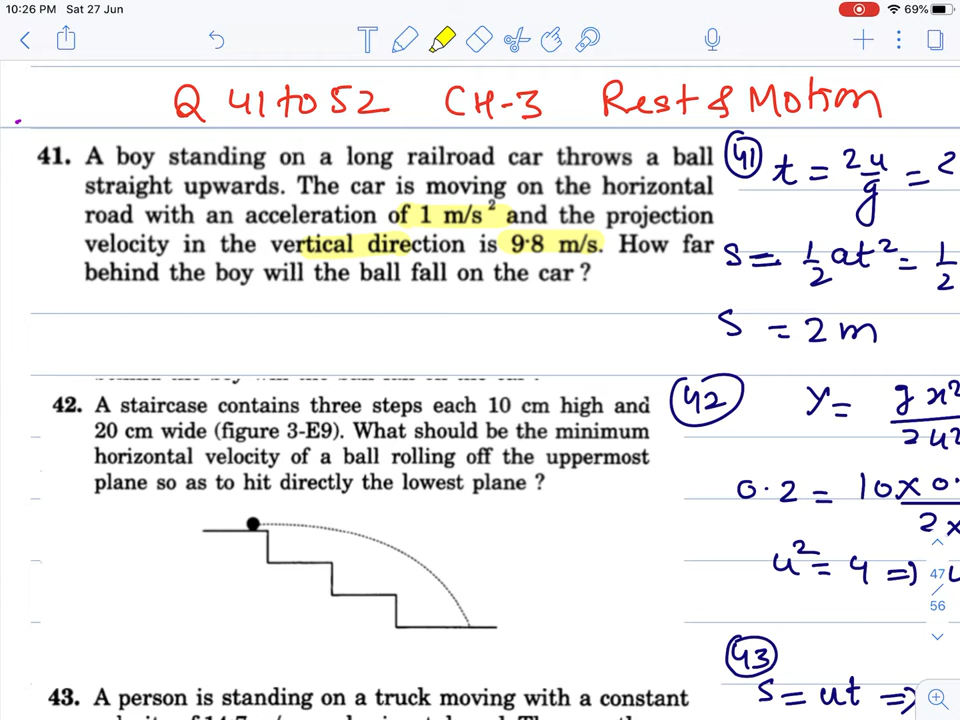 10:26 PM Sat 27 Jun
69%
Q 41 to 52 CH-3 Rest & Motion
41. A boy standing on a long railroad car throws a ball
straight upwards. The car is moving on the horizontal
road with an acceleration of 1 m/s² and the projection
velocity in the vertical direction is 9·8 m/s. How far
behind the boy will the ball fall on the car ?
41 t = 2u/g = 2
S = 1/2 at² = 1/2
S = 2 m
42. A staircase contains three steps each 10 cm high and
20 cm wide (figure 3-E9). What should be the minimum
horizontal velocity of a ball rolling off the uppermost
plane so as to hit directly the lowest plane ?
42 y = gx²/2u²
0.2 = 10x0./2x
u² = 4 =>
47
/
56
43
S = ut =>
43. A person is standing on a truck moving with a constant